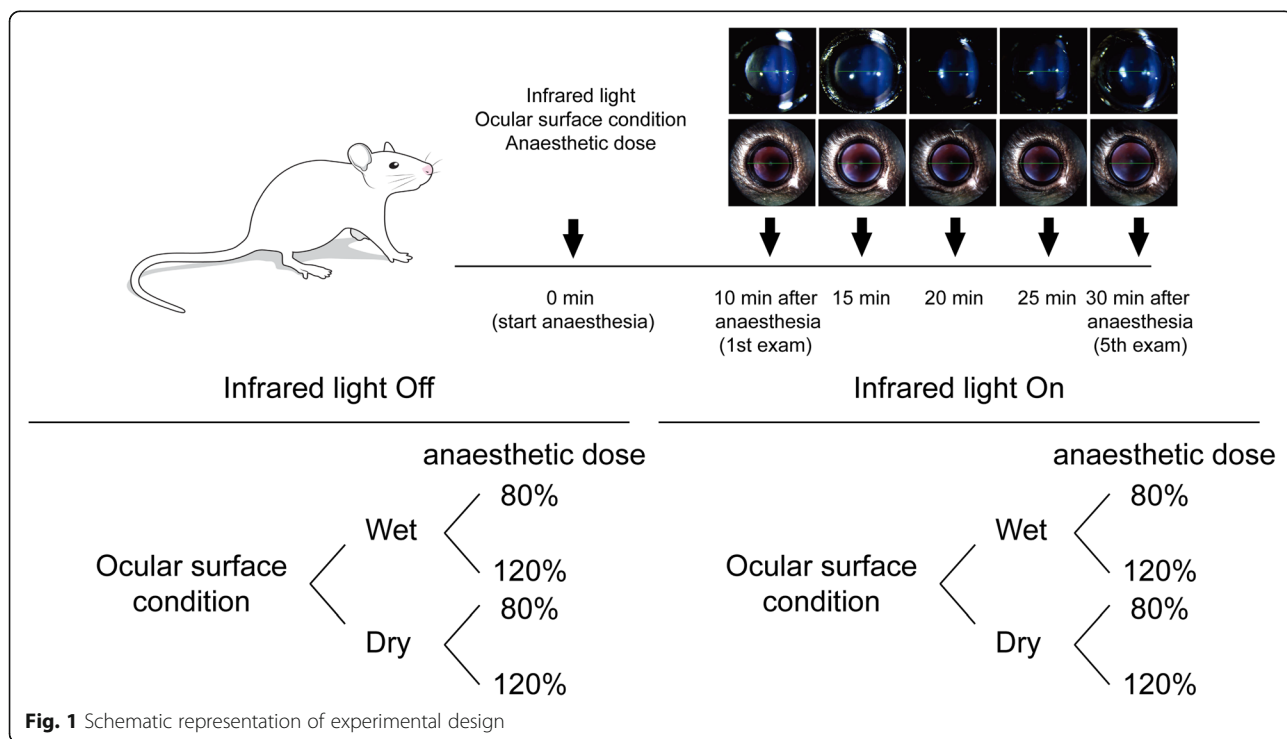 Infrared light
Ocular surface condition
Anaesthetic dose
0 min
(start anaesthesia)
10 min after
anaesthesia
(1st exam)
15 min
20 min
25 min
30 min after
anaesthesia
(5th exam)
Infrared light Off
anaesthetic dose
80%
Wet
120%
Ocular surface
condition
80%
Dry
120%
Infrared light On
anaesthetic dose
80%
Wet
120%
Ocular surface
condition
80%
Dry
120%
Fig. 1 Schematic representation of experimental design